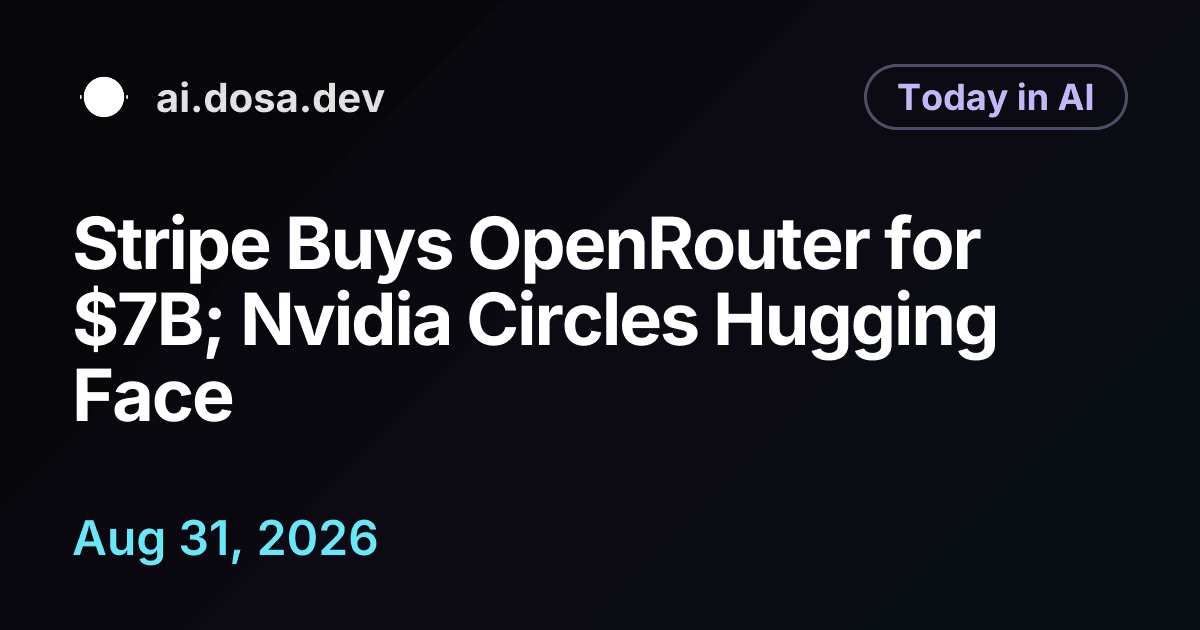 ai.dosa.dev
Today in AI
Stripe Buys OpenRouter for
$7B; Nvidia Circles Hugging
Face
Aug 31, 2026